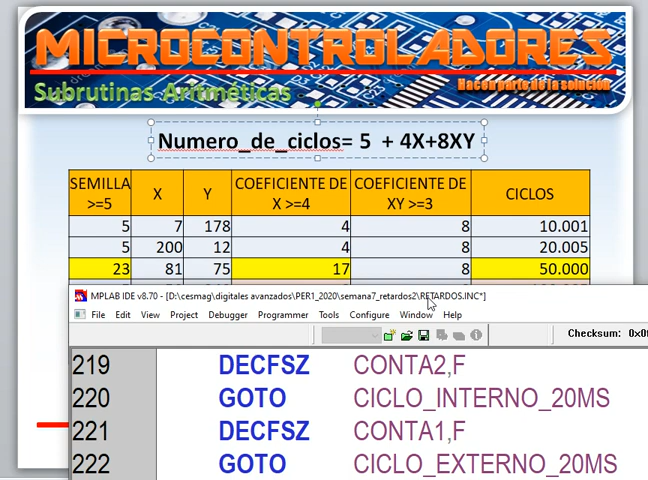 MICROCONTROLADORES
Hacen parte de la solución
Subrutinas Aritméticas
Numero_de_ciclos= 5 + 4X+8XY
SEMILLA >=5 X Y COEFICIENTE DE X >=4 COEFICIENTE DE XY >=3 CICLOS
5 7 178 4 8 10.001
5 200 12 4 8 20.005
23 81 75 17 8 50.000
MPLAB IDE v8.70 - [D:\cesmag\digitales avanzados\PER1_2020\semana7_retardos2\RETARDOS.INC*]
File Edit View Project Debugger Programmer Tools Configure Window Help
Checksum: 0x0f
219 DECFSZ CONTA2,F
220 GOTO CICLO_INTERNO_20MS
221 DECFSZ CONTA1,F
222 GOTO CICLO_EXTERNO_20MS